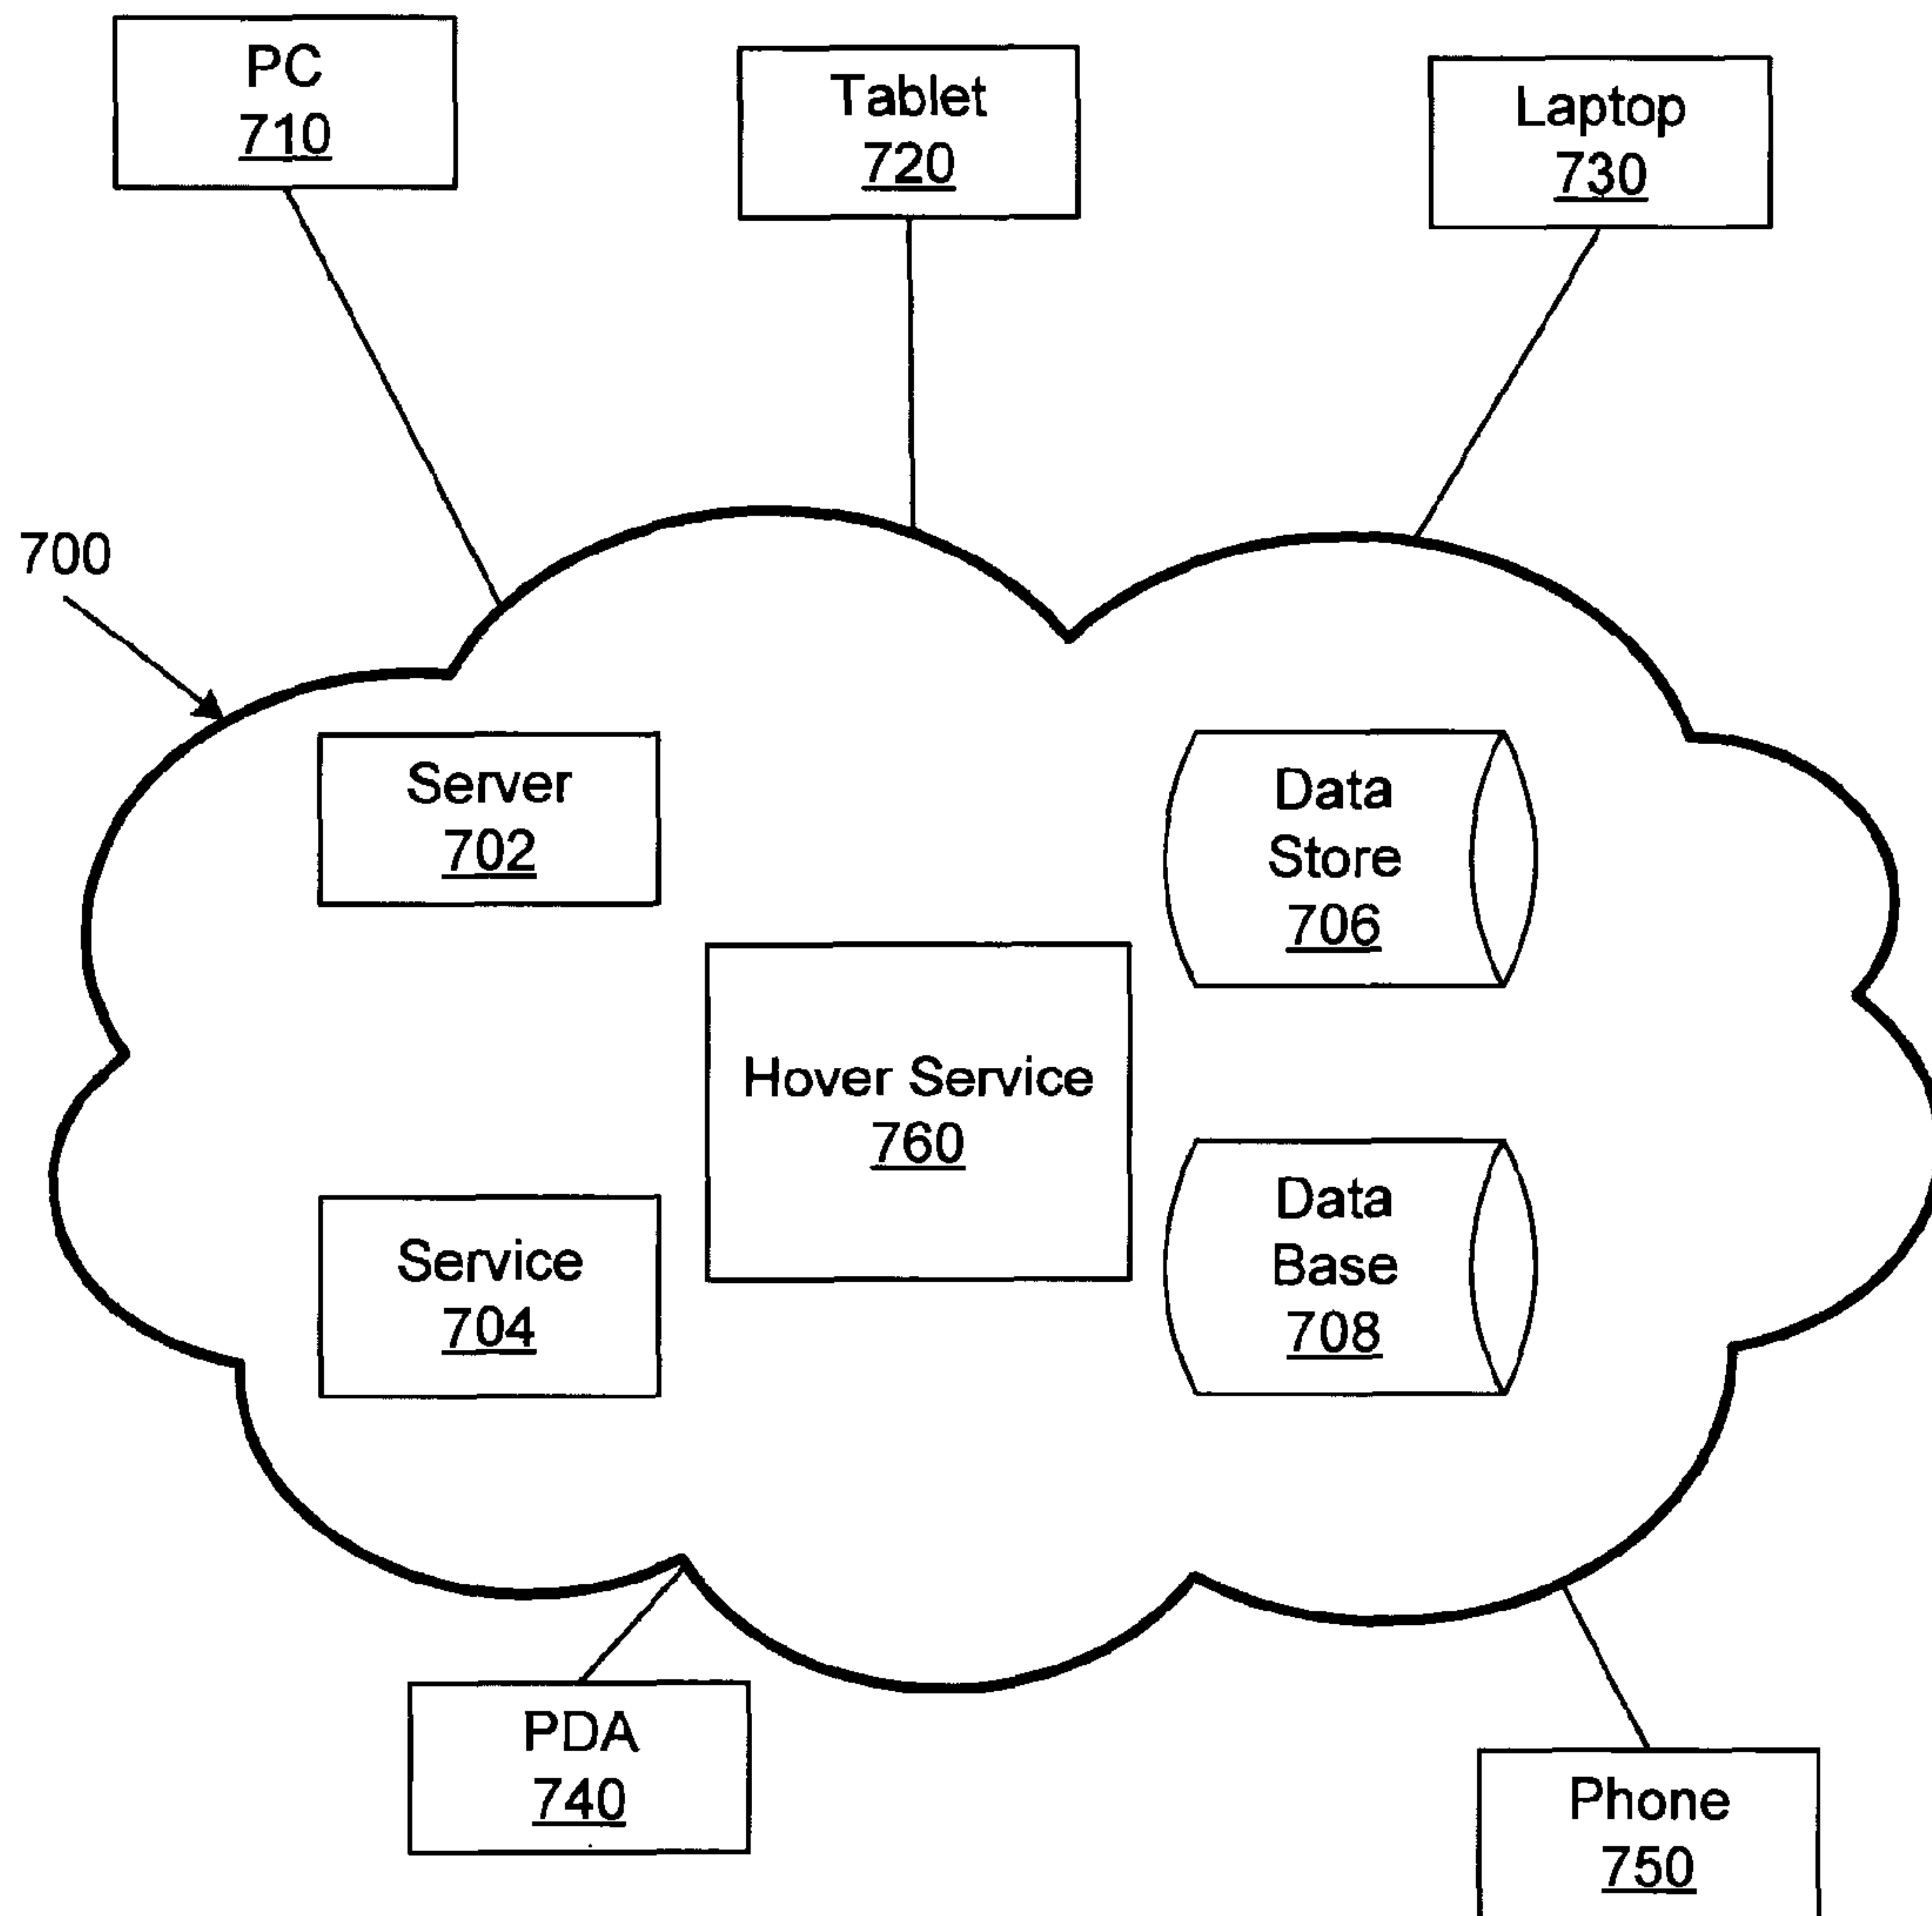 PC
710
Tablet
720
Laptop
730
700
Server
702
Data
Store
706
Hover Service
760
Service
704
Data
Base
708
PDA
740
Phone
750